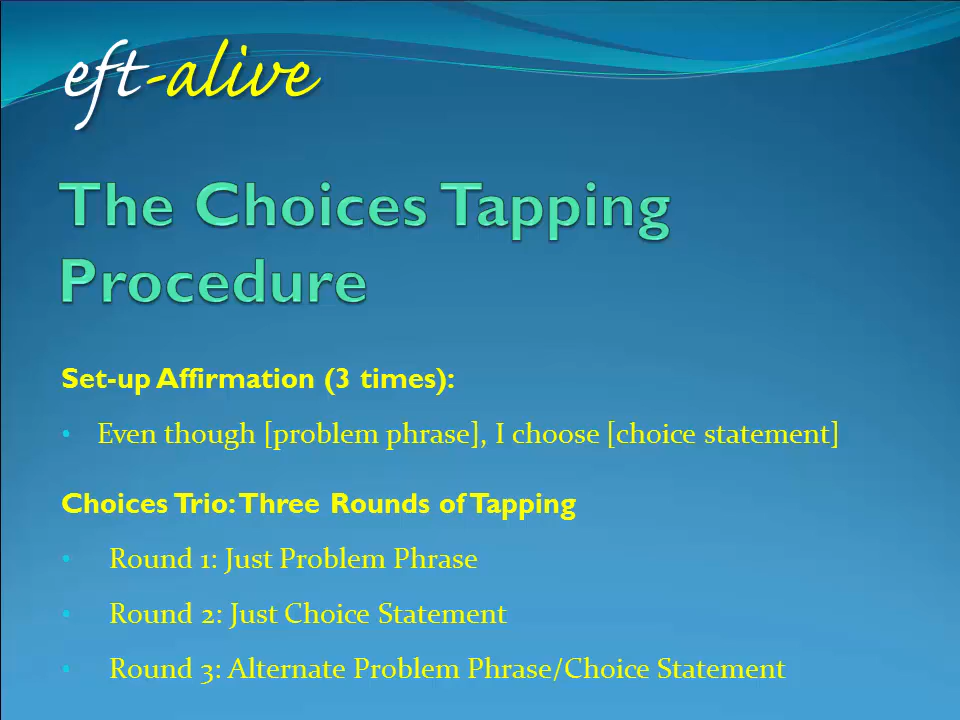 eft-alive
The Choices Tapping
Procedure
Set-up Affirmation (3 times):
• Even though [problem phrase], I choose [choice statement]
Choices Trio: Three Rounds of Tapping
• Round 1: Just Problem Phrase
• Round 2: Just Choice Statement
• Round 3: Alternate Problem Phrase/Choice Statement